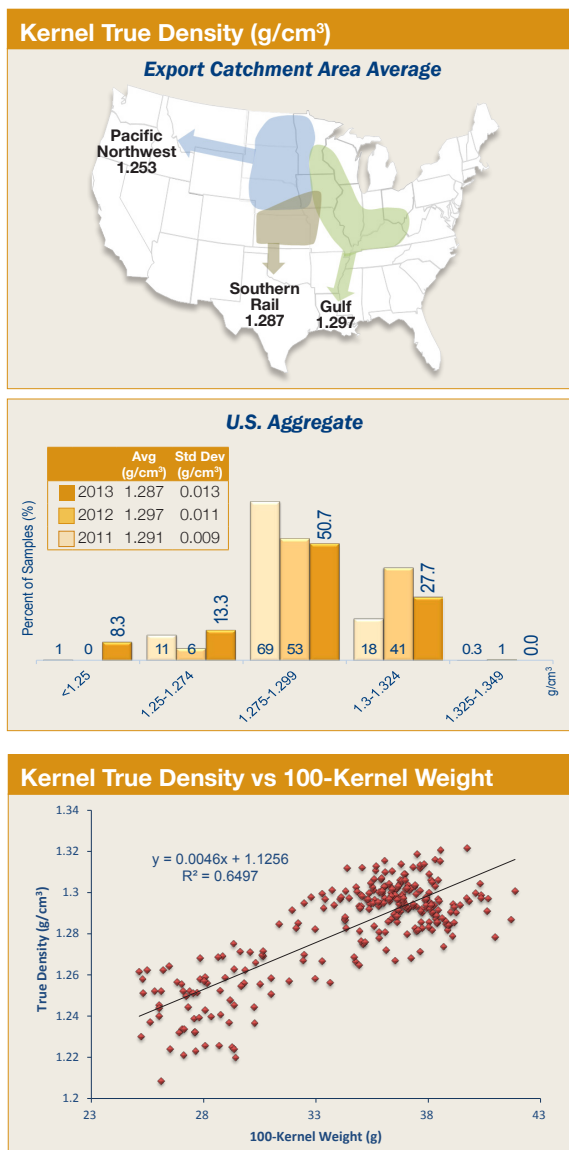 Kernel True Density (g/cm³)
Export Catchment Area Average
Pacific
Northwest
1.253
Southern
Rail
1.287
Gulf
1.297
U.S. Aggregate
Avg Std Dev
(g/cm³) (g/cm³)
2013 1.287 0.013
2012 1.297 0.011
2011 1.291 0.009
Percent of Samples (%)
1 0 8.3
11 6 13.3
69 53 50.7
18 41 27.7
0.3 1 0.0
<1.25 1.25-1.274 1.275-1.299 1.3-1.324 1.325-1.349 g/cm³
Kernel True Density vs 100-Kernel Weight
y = 0.0046x + 1.1256
R² = 0.6497
True Density (g/cm³)
1.34
1.32
1.3
1.28
1.26
1.24
1.22
1.2
23 28 33 38 43
100-Kernel Weight (g)